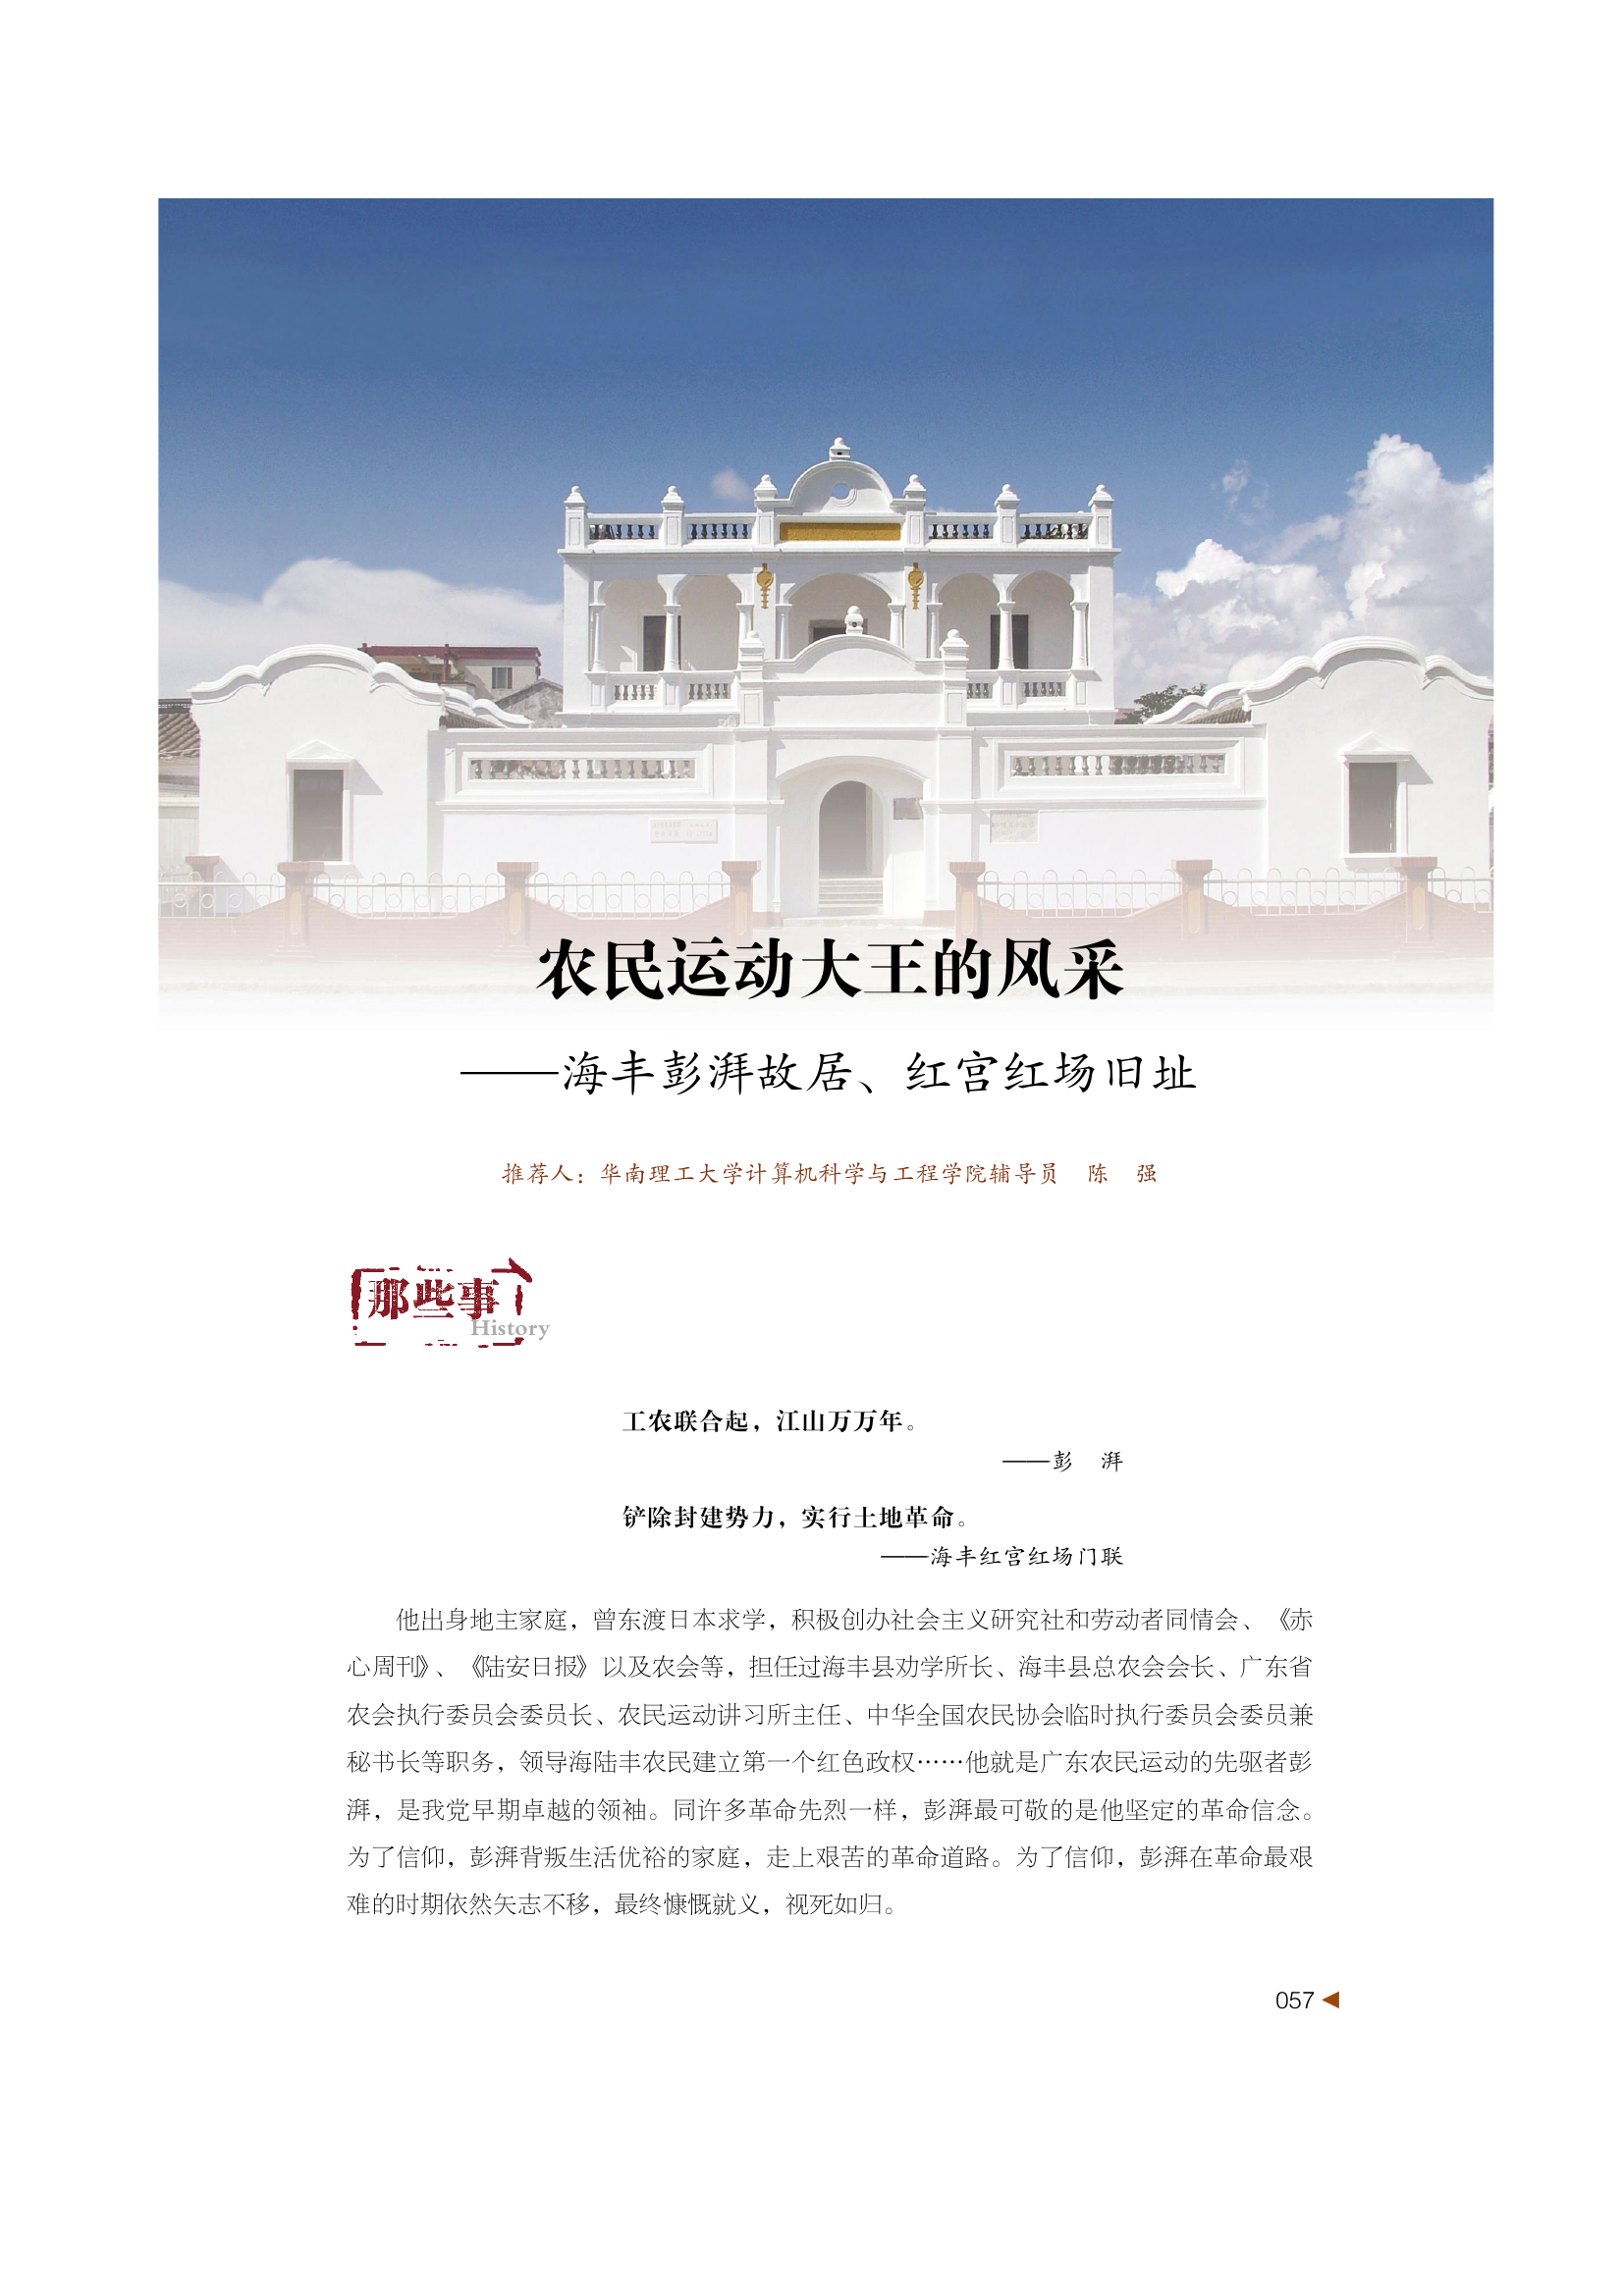 农民运动大王的风采
——海丰彭湃故居、红宫红场旧址
推荐人：华南理工大学计算机科学与工程学院辅导员　陈　强
那些事
History
工农联合起，江山万万年。
——彭　湃
铲除封建势力，实行土地革命。
——海丰红宫红场门联
他出身地主家庭，曾东渡日本求学，积极创办社会主义研究社和劳动者同情会、《赤
心周刊》、《陆安日报》以及农会等，担任过海丰县劝学所长、海丰县总农会会长、广东省
农会执行委员会委员长、农民运动讲习所主任、中华全国农民协会临时执行委员会委员兼
秘书长等职务，领导海陆丰农民建立第一个红色政权……他就是广东农民运动的先驱者彭
湃，是我党早期卓越的领袖。同许多革命先烈一样，彭湃最可敬的是他坚定的革命信念。
为了信仰，彭湃背叛生活优裕的家庭，走上艰苦的革命道路。为了信仰，彭湃在革命最艰
难的时期依然矢志不移，最终慷慨就义，视死如归。
057